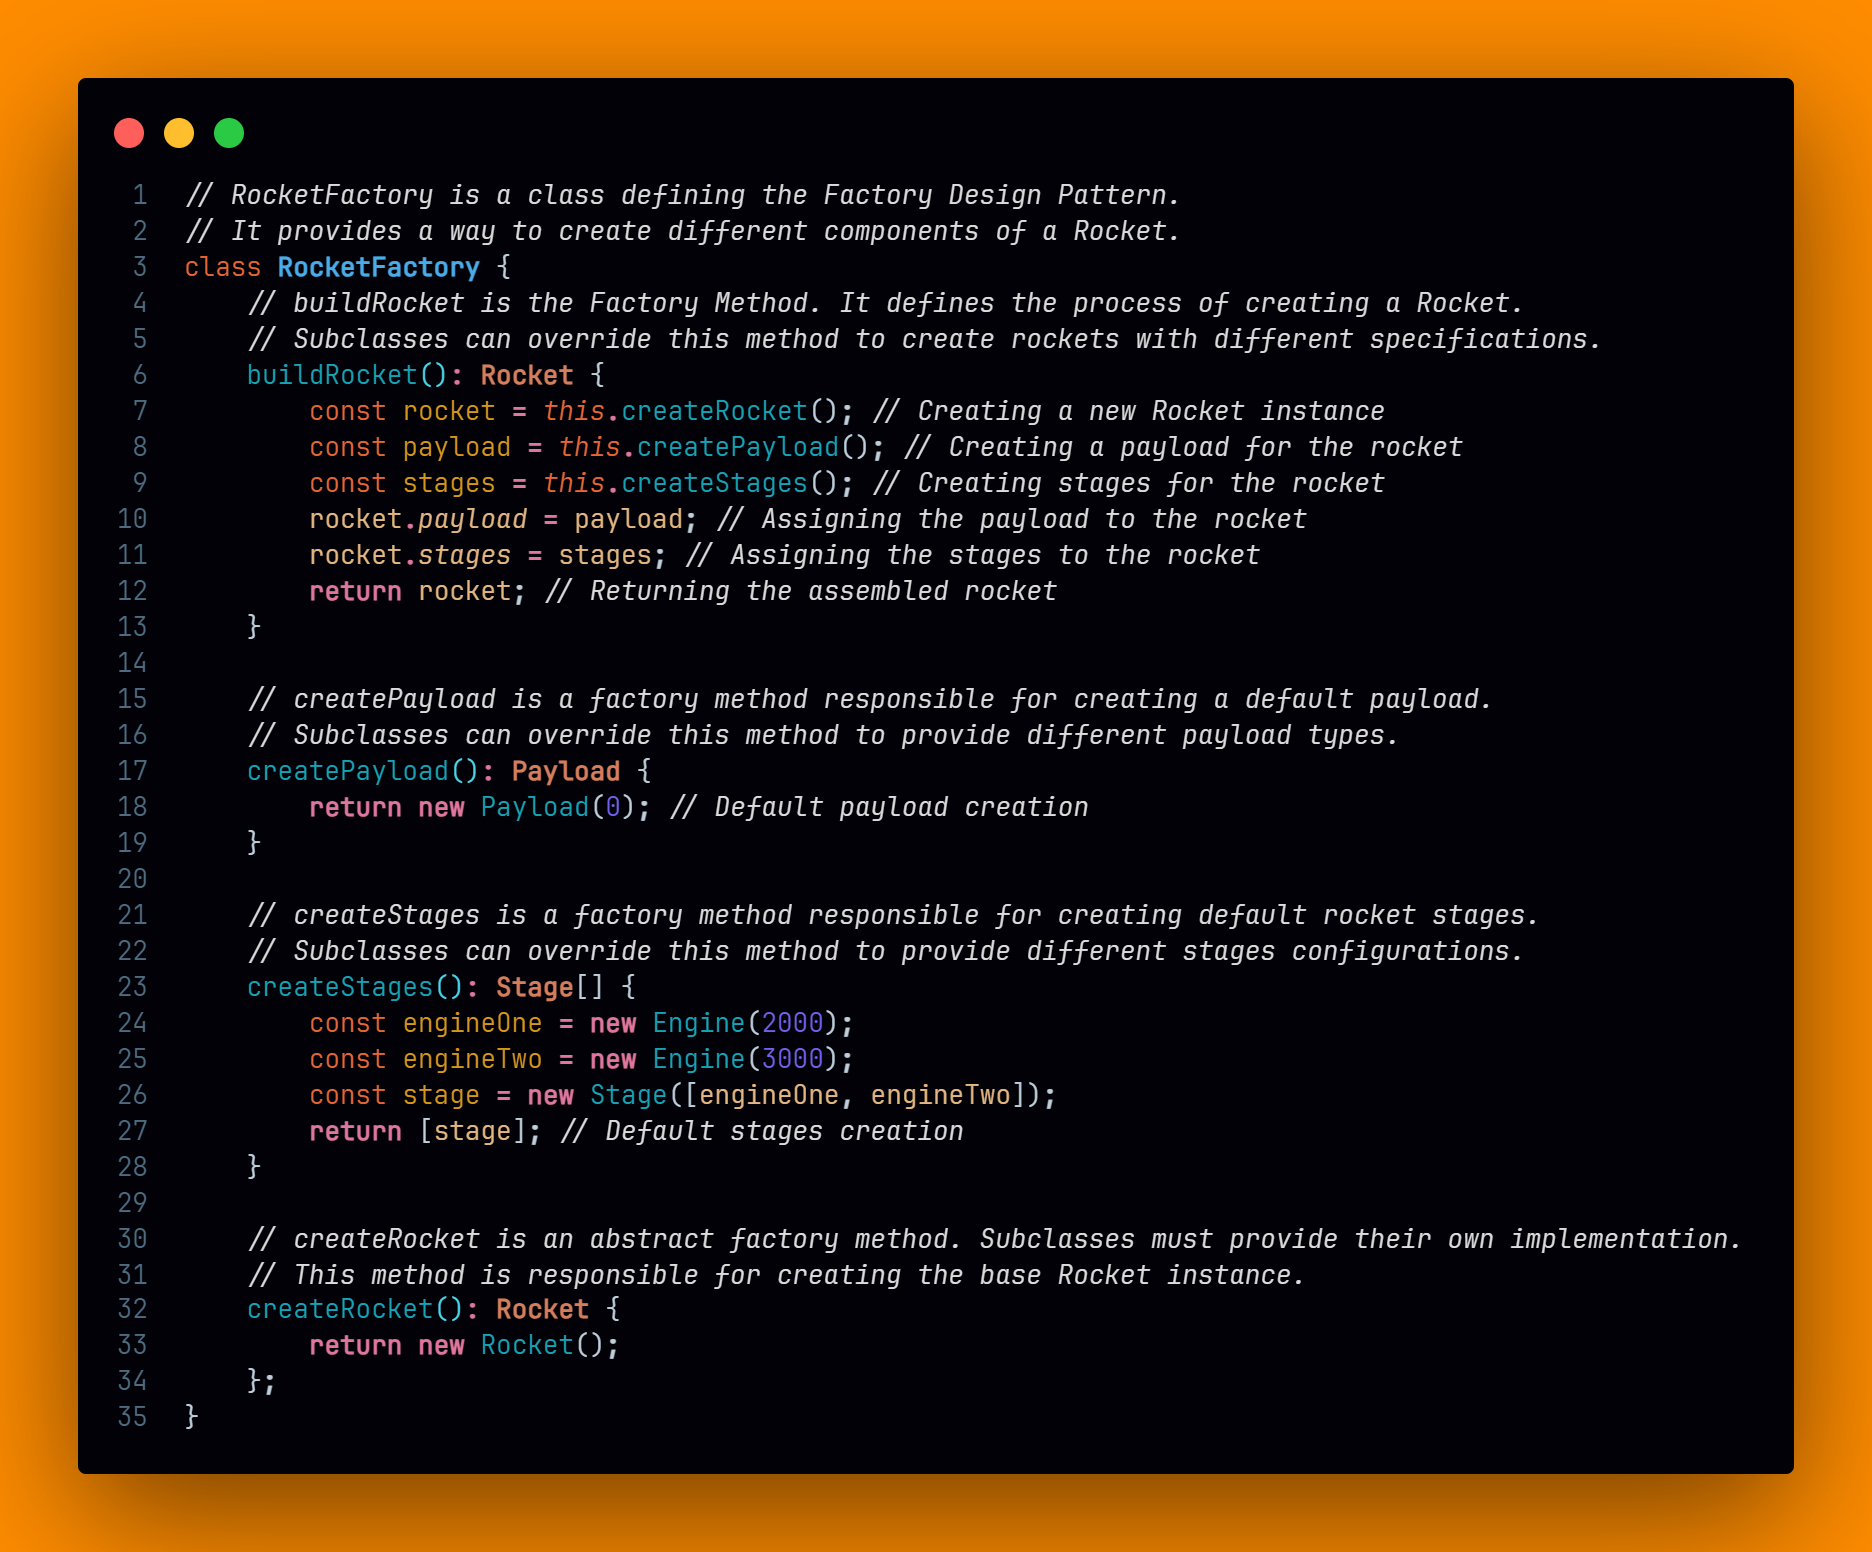 1 // RocketFactory is a class defining the Factory Design Pattern.
2 // It provides a way to create different components of a Rocket.
3 class RocketFactory {
4     // buildRocket is the Factory Method. It defines the process of creating a Rocket.
5     // Subclasses can override this method to create rockets with different specifications.
6     buildRocket(): Rocket {
7         const rocket = this.createRocket(); // Creating a new Rocket instance
8         const payload = this.createPayload(); // Creating a payload for the rocket
9         const stages = this.createStages(); // Creating stages for the rocket
10         rocket.payload = payload; // Assigning the payload to the rocket
11         rocket.stages = stages; // Assigning the stages to the rocket
12         return rocket; // Returning the assembled rocket
13     }
14
15     // createPayload is a factory method responsible for creating a default payload.
16     // Subclasses can override this method to provide different payload types.
17     createPayload(): Payload {
18         return new Payload(0); // Default payload creation
19     }
20
21     // createStages is a factory method responsible for creating default rocket stages.
22     // Subclasses can override this method to provide different stages configurations.
23     createStages(): Stage[] {
24         const engineOne = new Engine(2000);
25         const engineTwo = new Engine(3000);
26         const stage = new Stage([engineOne, engineTwo]);
27         return [stage]; // Default stages creation
28     }
29
30     // createRocket is an abstract factory method. Subclasses must provide their own implementation.
31     // This method is responsible for creating the base Rocket instance.
32     createRocket(): Rocket {
33         return new Rocket();
34     };
35 }